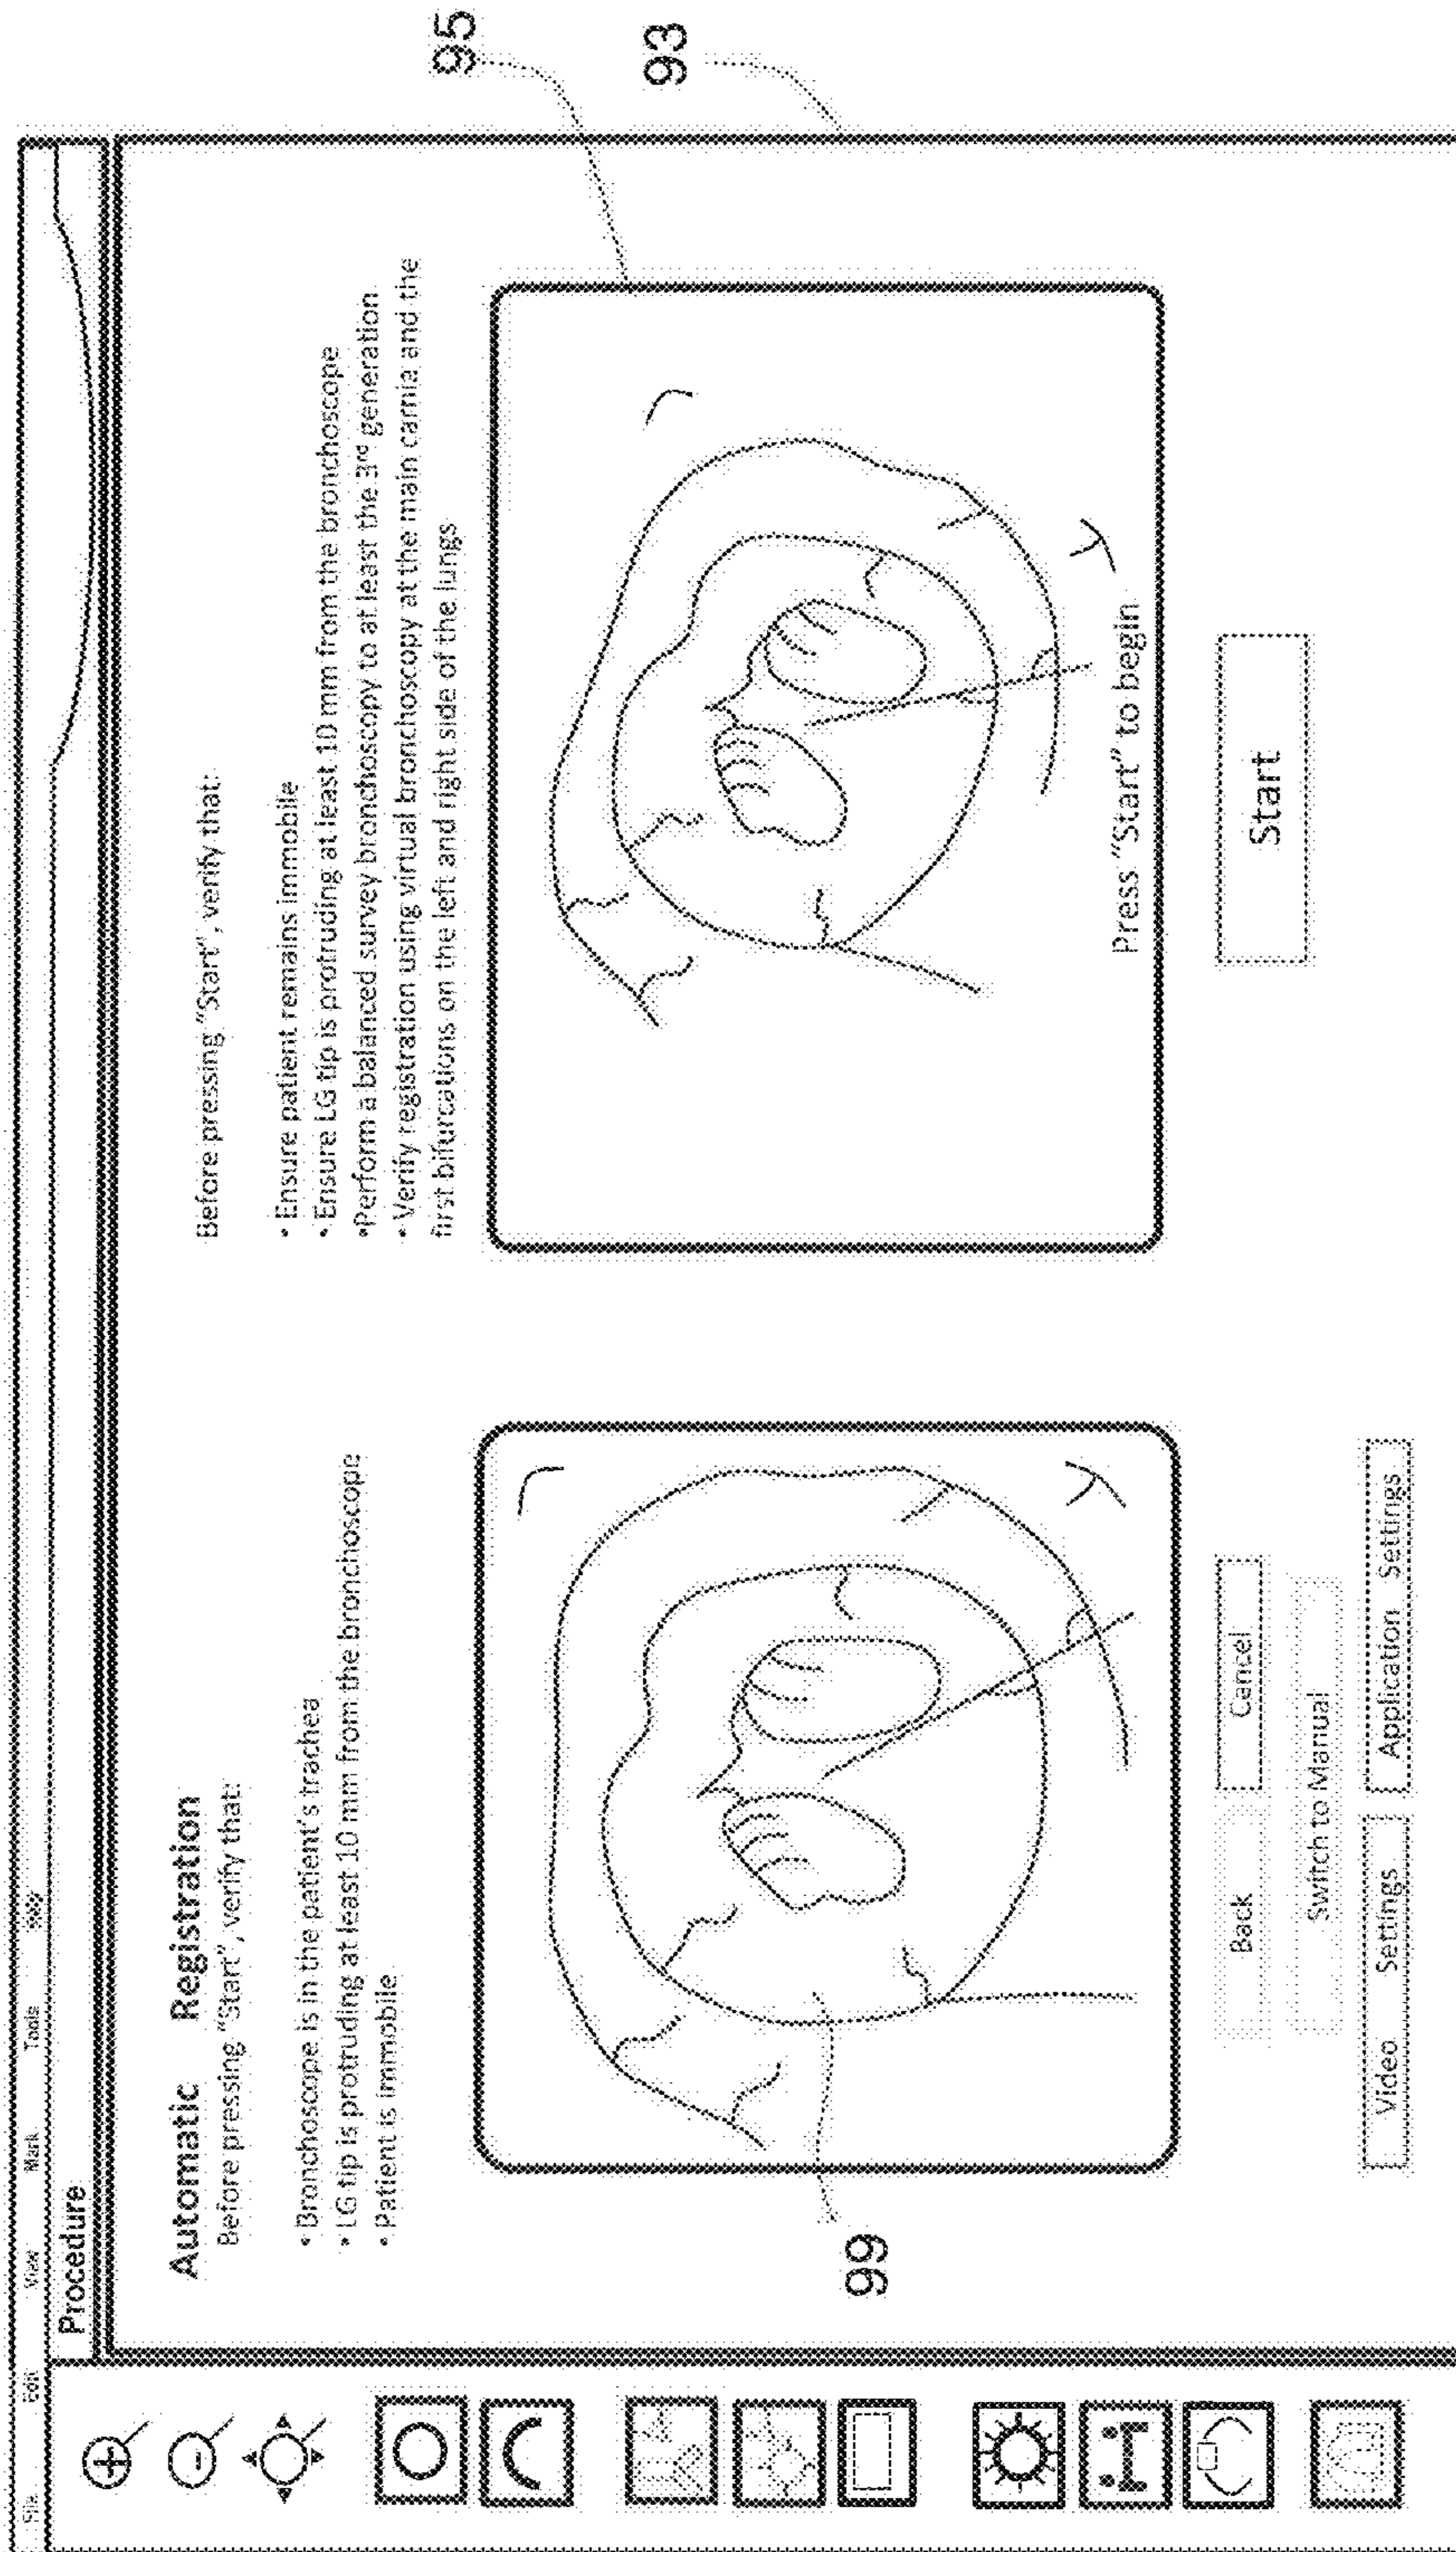 File Edit View Mark Tools Help
Procedure
Automatic Registration
Before pressing "Start", verify that:
• Bronchoscope is in the patient's trachea
• LG tip is protruding at least 10 mm from the bronchoscope
• Patient is immobile
99
Back Cancel
Switch to Manual
Video Settings Application Settings
Before pressing "Start", verify that:
• Ensure patient remains immobile
• Ensure LG tip is protruding at least 10 mm from the bronchoscope
•Perform a balanced survey bronchoscopy to at least the 3rd generation
• Verify registration using virtual bronchoscopy at the main carnia and the
first bifurcations on the left and right side of the lungs
Press "Start" to begin
Start
95
93